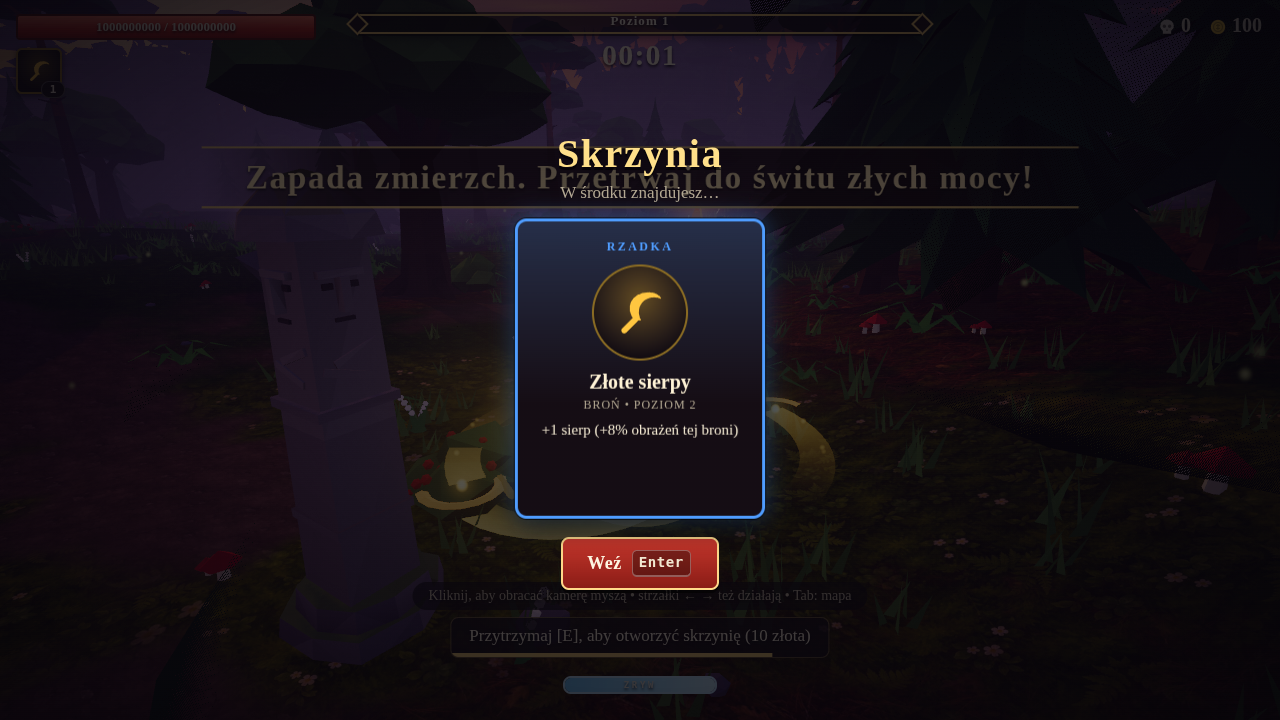 1000000000 / 1000000000
Poziom 1
0
100
00:01
1
Skrzynia
Zapada zmierzch. Przetrwaj do świtu złych mocy!
W środku znajdujesz…
RZADKA
Złote sierpy
BROŃ • POZIOM 2
+1 sierp (+8% obrażeń tej broni)
Weź Enter
Kliknij, aby obracać kamerę myszą • strzałki ← → też działają • Tab: mapa
Przytrzymaj [E], aby otworzyć skrzynię (10 złota)